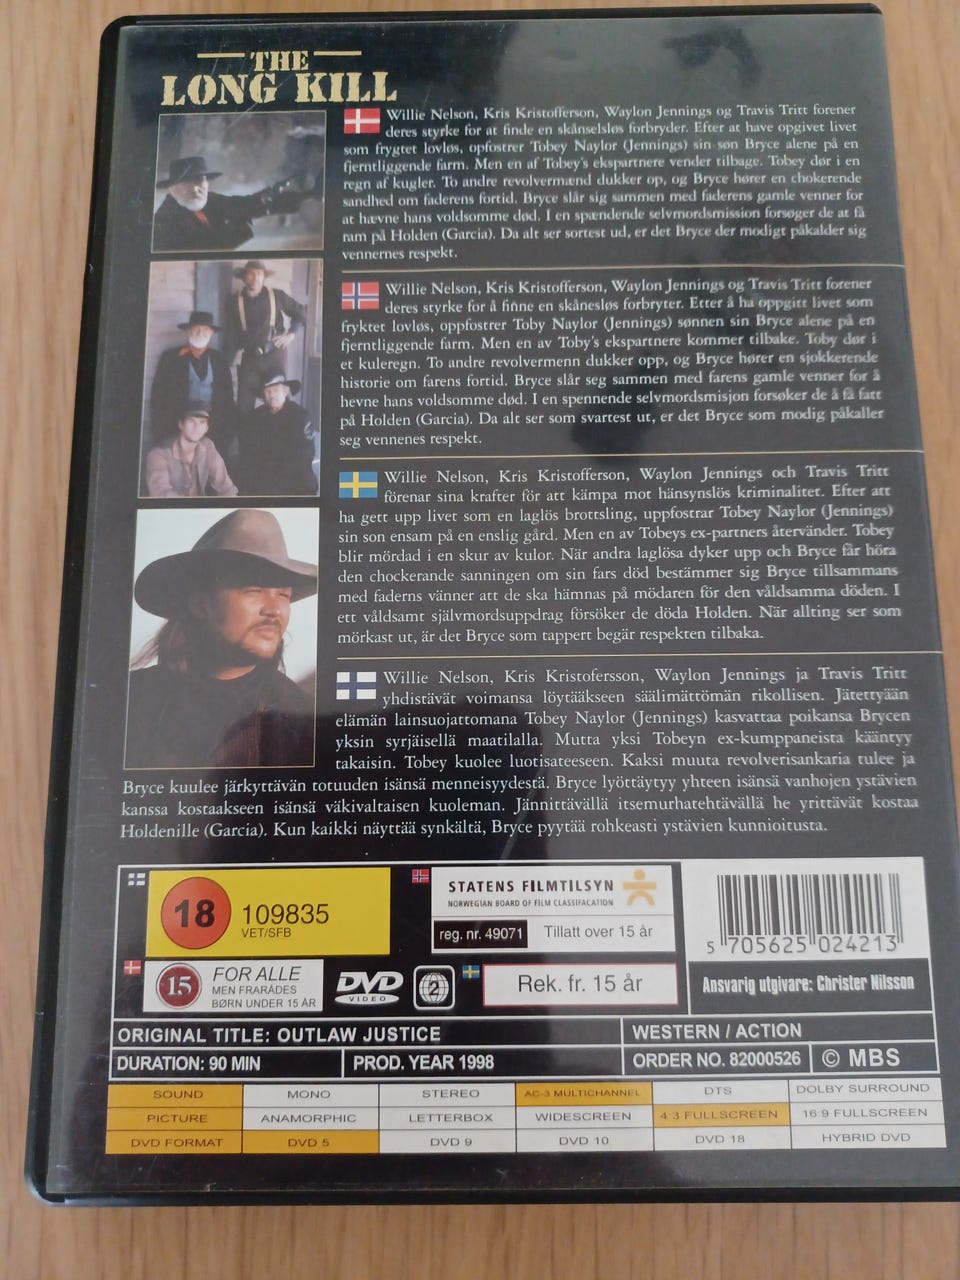 THE
LONG KILL
Willie Nelson, Kris Kristofferson, Waylon Jennings og Travis Tritt forener
deres styrke for at finde en skånselsløs forbryder. Efter at have opgivet livet
som frygtet lovløs, opfostrer Tobey Naylor (Jennings) sin søn Bryce alene på en
fjerntliggende farm. Men en af Tobey's ekspartnere vender tilbage. Tobey dør i en
regn af kugler. To andre revolvermænd dukker op, og Bryce hører en chokerende
sandhed om faderens fortid. Bryce slår sig sammen med faderens gamle venner for
at hævne hans voldsomme død. I en spændende selvmordsmission forsøger de at få
ram på Holden (Garcia). Da alt ser sortest ud, er det Bryce der modigt påkalder sig
vennernes respekt.
Willie Nelson, Kris Kristofferson, Waylon Jennings og Travis Tritt forener
deres styrke for å finne en skånesløs forbryter. Etter å ha oppgitt livet som
fryktet lovløs, oppfostrer Toby Naylor (Jennings) sønnen sin Bryce alene på en
fjerntliggende farm. Men en av Toby's ekspartnere kommer tilbake. Toby dør i
et kuleregn. To andre revolvermenn dukker opp, og Bryce hører en sjokkerende
historie om farens fortid. Bryce slår seg sammen med farens gamle venner for å
hevne hans voldsomme død. I en spennende selvmordsmisjon forsøker de å få fatt
på Holden (Garcia). Da alt ser som svartest ut, er det Bryce som modig påkaller
seg vennenes respekt.
Willie Nelson, Kris Kristofferson, Waylon Jennings och Travis Tritt
förenar sina krafter för att kämpa mot hänsynslös kriminalitet. Efter att
ha gett upp livet som en laglös brottsling, uppfostrar Tobey Naylor (Jennings)
sin son ensam på en enslig gård. Men en av Tobeys ex-partners återvänder. Tobey
blir mördad i en skur av kulor. När andra laglösa dyker upp och Bryce får höra
den chockerande sanningen om sin fars död bestämmer sig Bryce tillsammans
med faderns vänner att de ska hämnas på mödaren för den våldsamma döden. I
ett våldsamt självmordsuppdrag försöker de döda Holden. När allting ser som
mörkast ut, är det Bryce som tappert begär respekten tilbaka.
Willie Nelson, Kris Kristofersson, Waylon Jennings ja Travis Tritt
yhdistävät voimansa löytääkseen säälimättömän rikollisen. Jätettyään
elämän lainsuojattomana Tobey Naylor (Jennings) kasvattaa poikansa Brycen
yksin syrjäisellä maatilalla. Mutta yksi Tobeyn ex-kumppaneista kääntyy
takaisin. Tobey kuolee luotisateeseen. Kaksi muuta revolverisankaria tulee ja
Bryce kuulee järkyttävän totuuden isänsä menneisyydestä. Bryce lyöttäytyy yhteen isänsä vanhojen ystävien
kanssa kostaakseen isänsä väkivaltaisen kuoleman. Jännittävällä itsemurhatehtävällä he yrittävät kostaa
Holdenille (Garcia). Kun kaikki näyttää synkältä, Bryce pyytää rohkeasti ystävien kunnioitusta.
18 109835
VET/SFB
STATENS FILMTILSYN
NORWEGIAN BOARD OF FILM CLASSIFACATION
reg. nr. 49071 Tillatt over 15 år
5 705625 024213
15 FOR ALLE
MEN FRARÅDES
BØRN UNDER 15 ÅR
DVD
VIDEO
2
Rek. fr. 15 år
Ansvarig utgivare: Christer Nilsson
ORIGINAL TITLE: OUTLAW JUSTICE WESTERN / ACTION
DURATION: 90 MIN PROD. YEAR 1998 ORDER NO. 82000526 © MBS
SOUND MONO STEREO AC-3 MULTICHANNEL DTS DOLBY SURROUND
PICTURE ANAMORPHIC LETTERBOX WIDESCREEN 4:3 FULLSCREEN 16:9 FULLSCREEN
DVD FORMAT DVD 5 DVD 9 DVD 10 DVD 18 HYBRID DVD